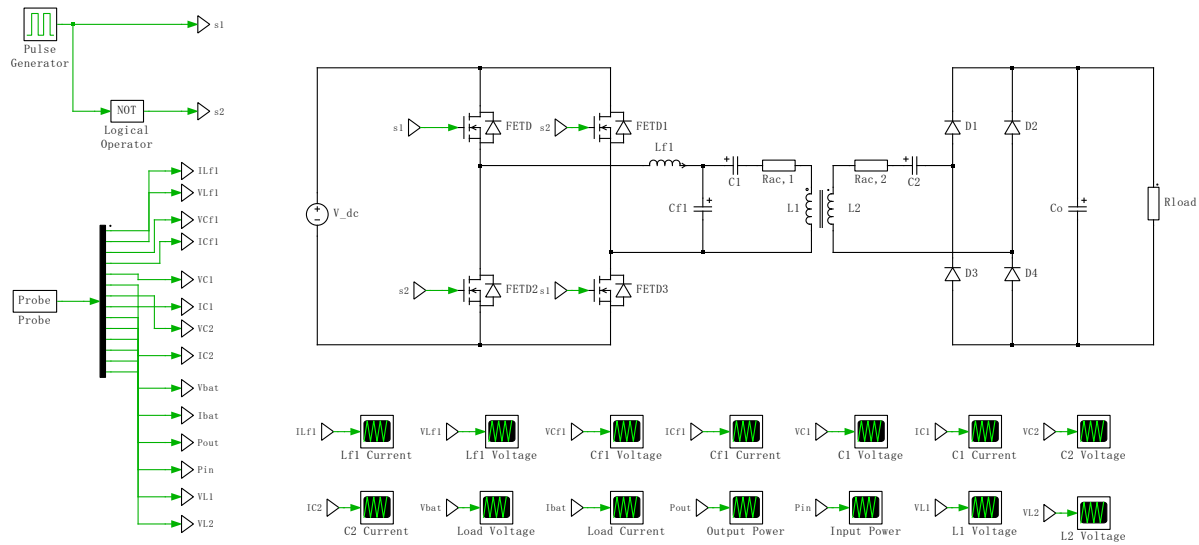 s1
Pulse
Generator
NOT
s2
Logical
Operator
ILf1
VLf1
VCf1
ICf1
VC1
IC1
VC2
IC2
Vbat
Ibat
Pout
Pin
VL1
VL2
Probe
Probe
V_dc
s1
FETD
s2
FETD1
s2
FETD2
s1
FETD3
Lf1
Cf1
C1
Rac,1
L1
L2
Rac,2
C2
D1
D2
D3
D4
Co
Rload
ILf1
Lf1 Current
VLf1
Lf1 Voltage
VCf1
Cf1 Voltage
ICf1
Cf1 Current
VC1
C1 Voltage
IC1
C1 Current
VC2
C2 Voltage
IC2
C2 Current
Vbat
Load Voltage
Ibat
Load Current
Pout
Output Power
Pin
Input Power
VL1
L1 Voltage
VL2
L2 Voltage